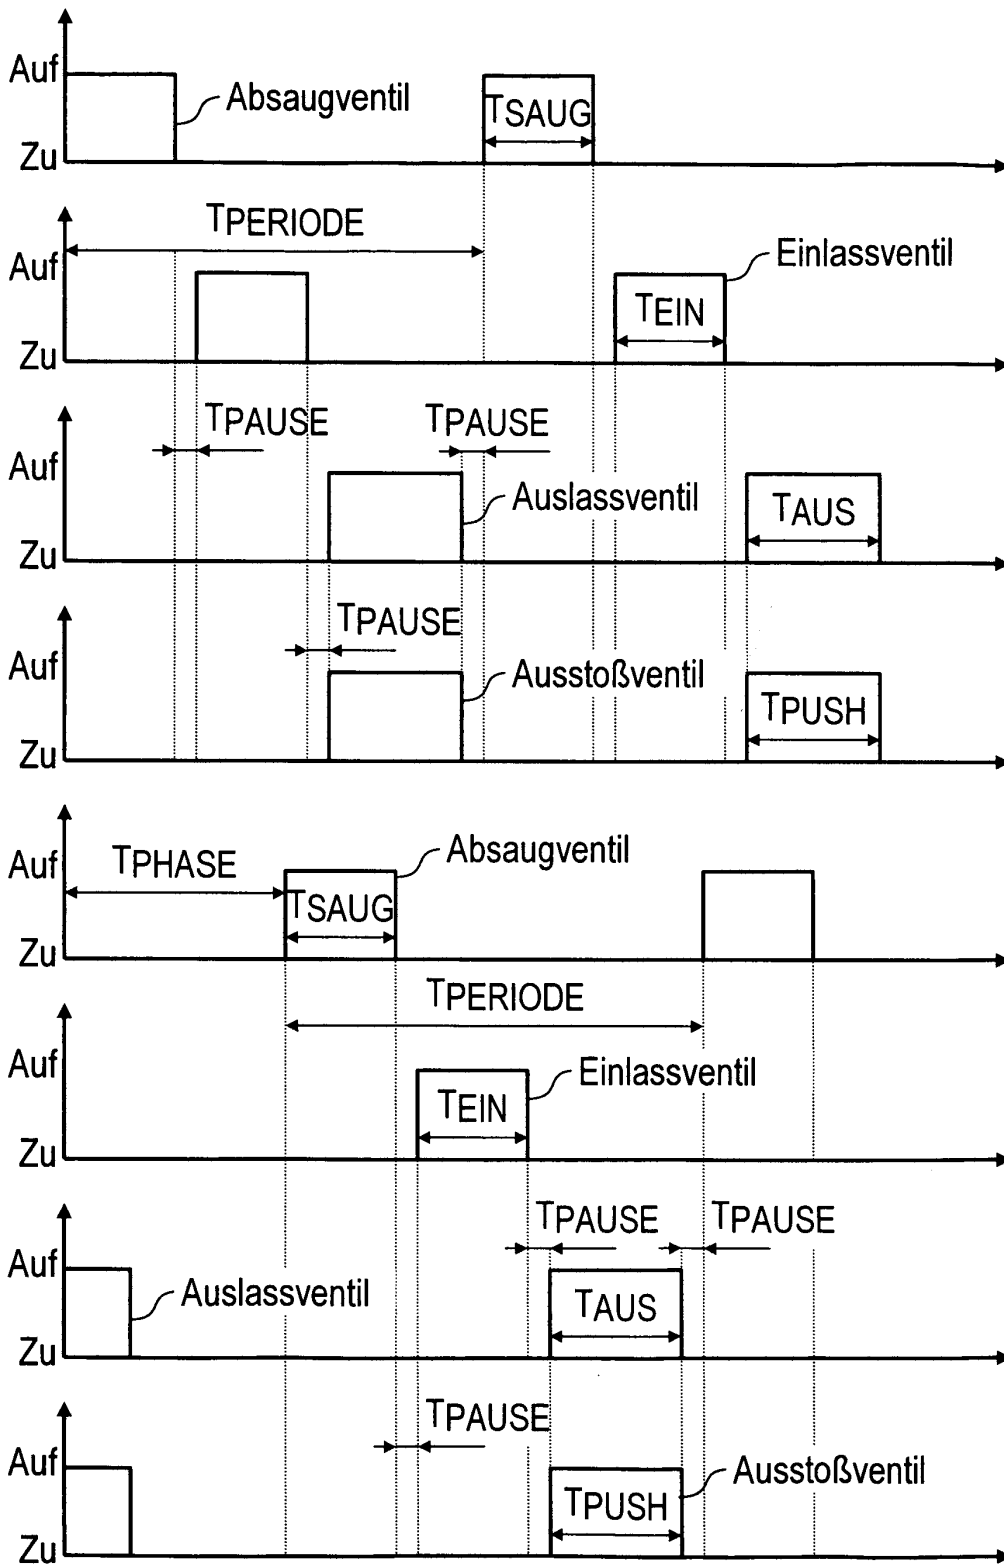 Auf
Absaugventil
TSAUG
Zu
TPERIODE
Auf
Einlassventil
TEIN
Zu
TPAUSE
TPAUSE
Auf
Auslassventil
TAUS
Zu
TPAUSE
Auf
Ausstoßventil
TPUSH
Zu
Auf
TPHASE
Absaugventil
TSAUG
Zu
TPERIODE
Auf
Einlassventil
TEIN
Zu
TPAUSE
TPAUSE
Auf
Auslassventil
TAUS
Zu
TPAUSE
Auf
Ausstoßventil
TPUSH
Zu